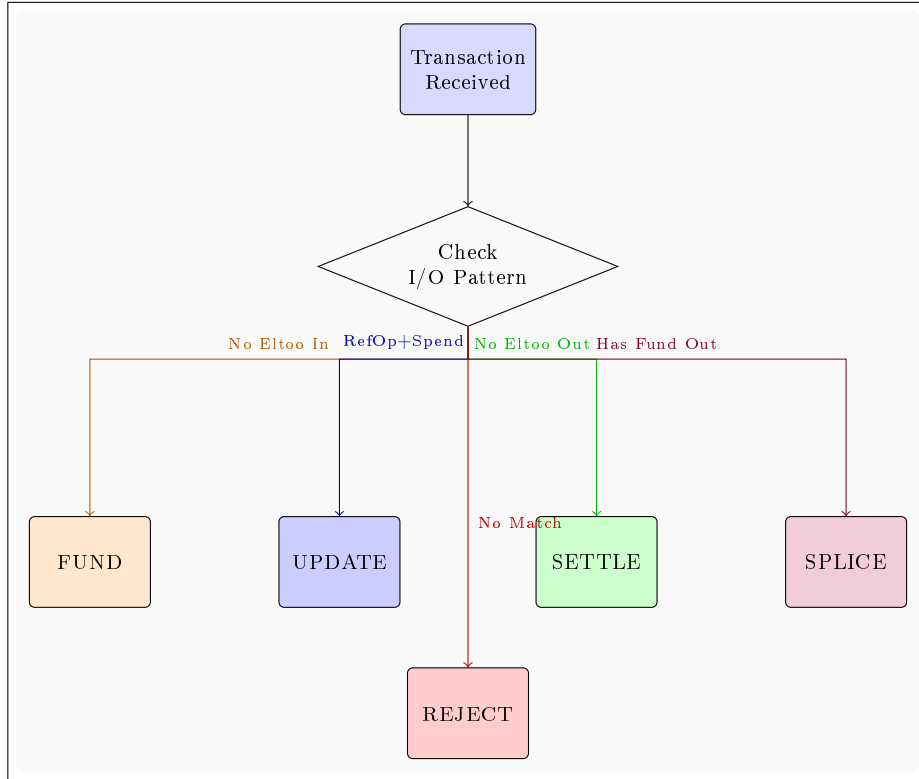 Transaction
Received
Check
I/O Pattern
No Eltoo In
RefOp+Spend
No Eltoo Out
Has Fund Out
No Match
FUND
UPDATE
SETTLE
SPLICE
REJECT